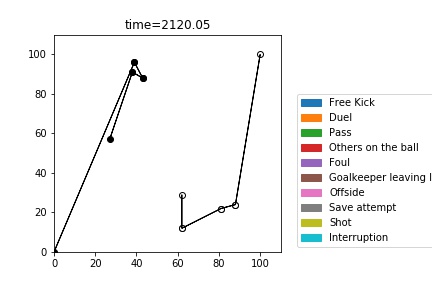 time=2120.05
100
80
60
40
20
0
0 20 40 60 80 100
Free Kick
Duel
Pass
Others on the ball
Foul
Goalkeeper leaving l
Offside
Save attempt
Shot
Interruption